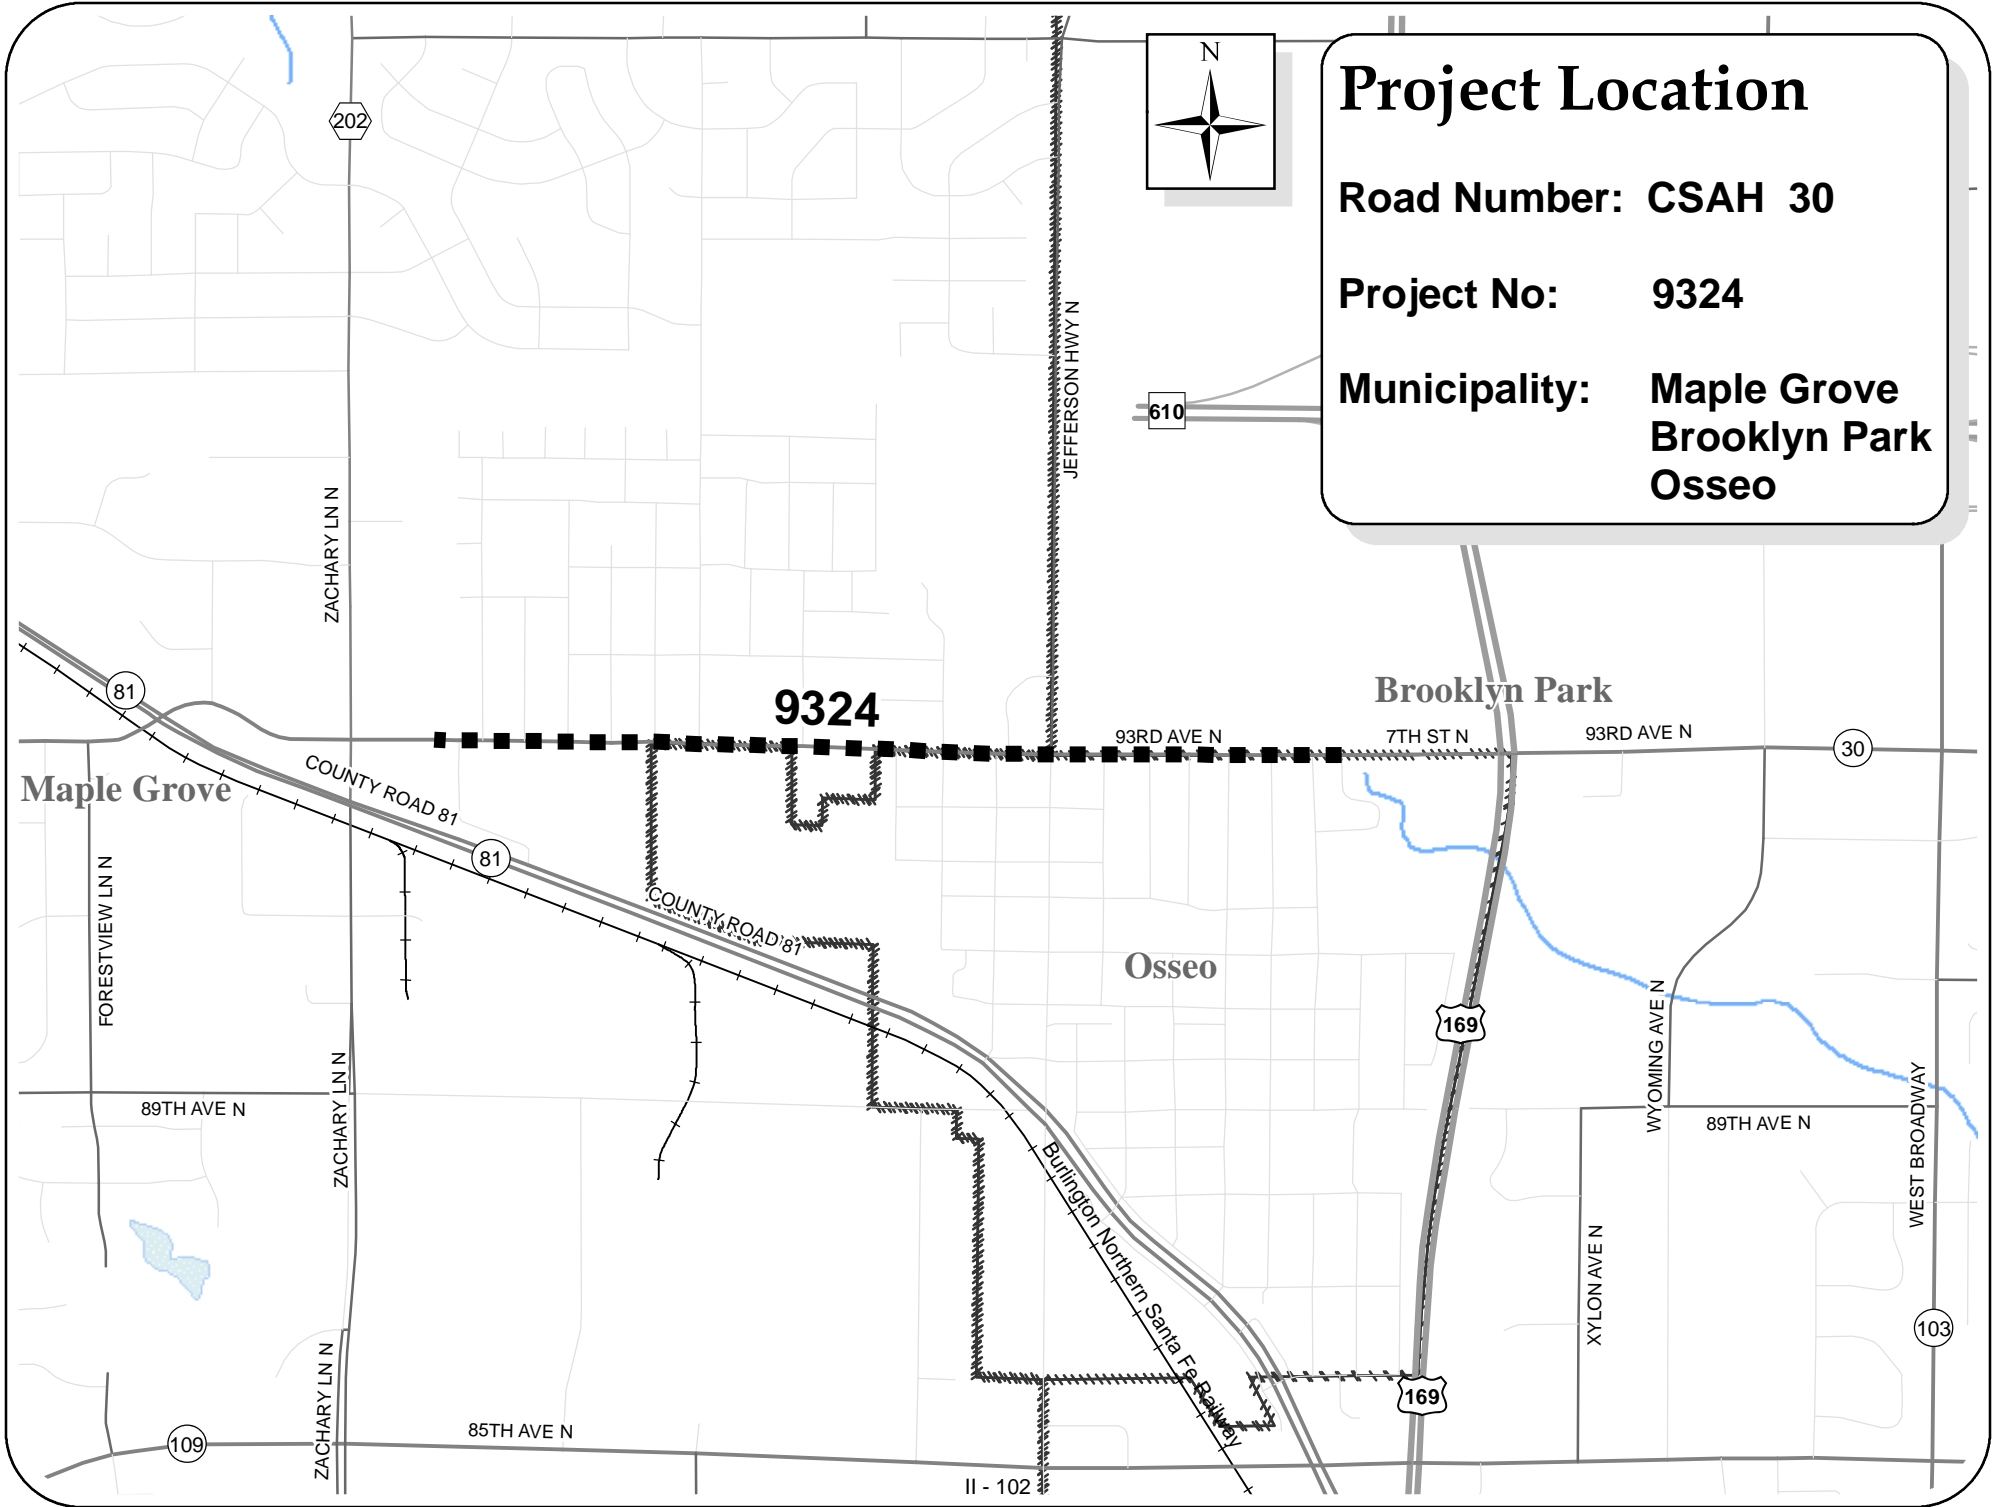 N
Project Location
Road Number: CSAH 30
Project No: 9324
Municipality: Maple Grove
Brooklyn Park
Osseo
202
JEFFERSON HWY N
610
ZACHARY LN N
81
9324
Brooklyn Park
93RD AVE N
7TH ST N
93RD AVE N
30
Maple Grove
COUNTY ROAD 81
81
COUNTY ROAD 81
FORESTVIEW LN N
Osseo
169
WYOMING AVE N
89TH AVE N
ZACHARY LN N
89TH AVE N
WEST BROADWAY
Burlington Northern Santa Fe Railway
XYLON AVE N
103
169
ZACHARY LN N
109
85TH AVE N
II - 102